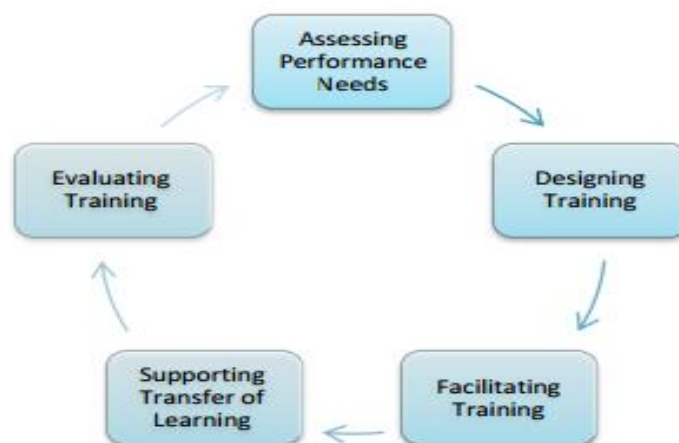 Assessing
Performance
Needs
Designing
Training
Facilitating
Training
Supporting
Transfer of
Learning
Evaluating
Training